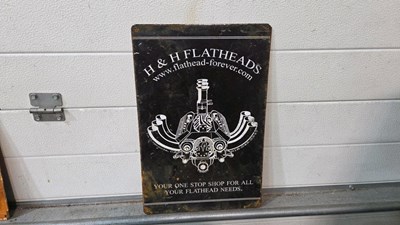 H & H FLATHEADS
www.flathead-forever.com
YOUR ONE STOP SHOP FOR ALL
YOUR FLATHEAD NEEDS.